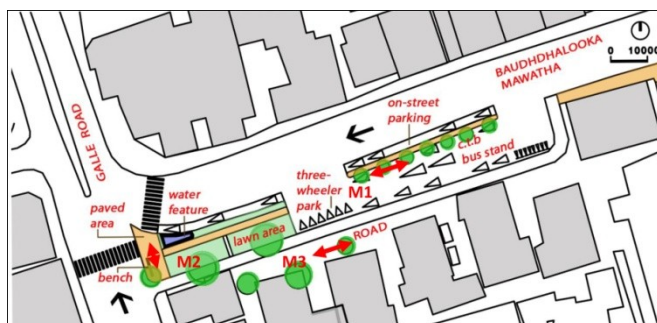 BAUDHDHALOOKA
MAWATHA
0 10000
GALLE ROAD
on-street
parking
c.t.b
bus stand
M1
three-
wheeler
park
water
feature
paved
area
lawn area
M2
M3
ROAD
bench